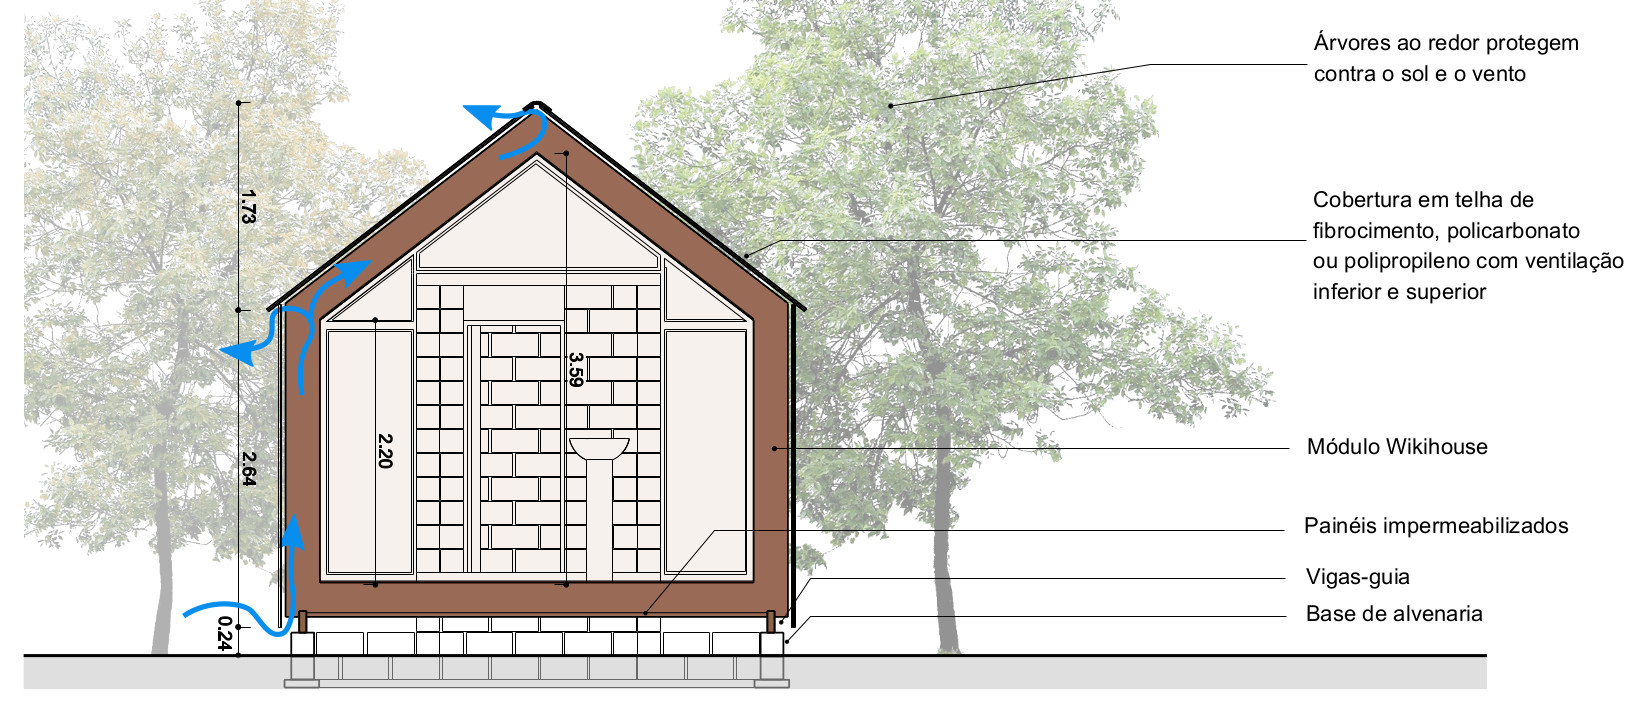 Árvores ao redor protegem
contra o sol e o vento
Cobertura em telha de
fibrocimento, policarbonato
ou polipropileno com ventilação
inferior e superior
Módulo Wikihouse
Painéis impermeabilizados
Vigas-guia
Base de alvenaria
1.73
2.64
0.24
2.20
3.59